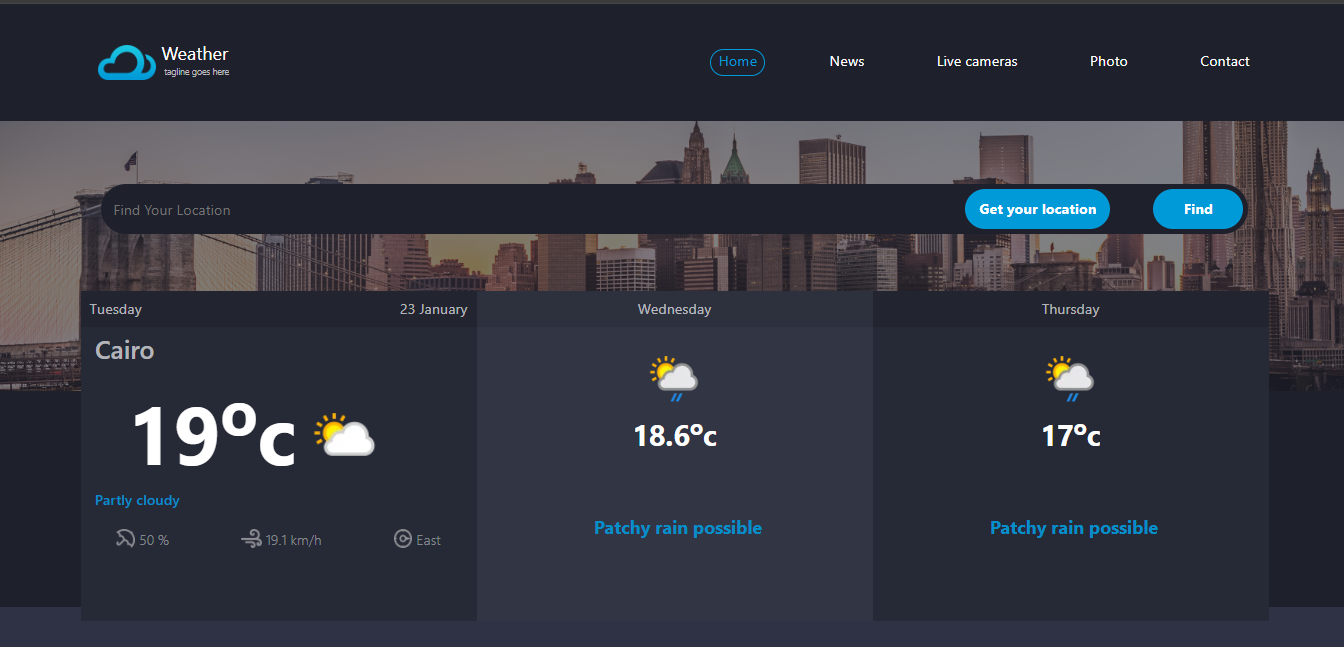 Weather
tagline goes here
Home
News
Live cameras
Photo
Contact
Find Your Location
Get your location
Find
Tuesday
23 January
Cairo
19ºc
Partly cloudy
50 %
19.1 km/h
East
Wednesday
18.6ºc
Patchy rain possible
Thursday
17ºc
Patchy rain possible